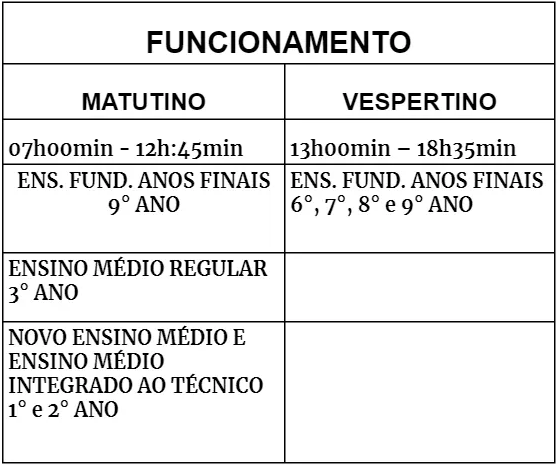 FUNCIONAMENTO
MATUTINO
VESPERTINO
07h00min - 12h:45min
13h00min – 18h35min
ENS. FUND. ANOS FINAIS
9° ANO
ENS. FUND. ANOS FINAIS
6°, 7°, 8° e 9° ANO
ENSINO MÉDIO REGULAR
3° ANO
NOVO ENSINO MÉDIO E
ENSINO MÉDIO
INTEGRADO AO TÉCNICO
1° e 2° ANO